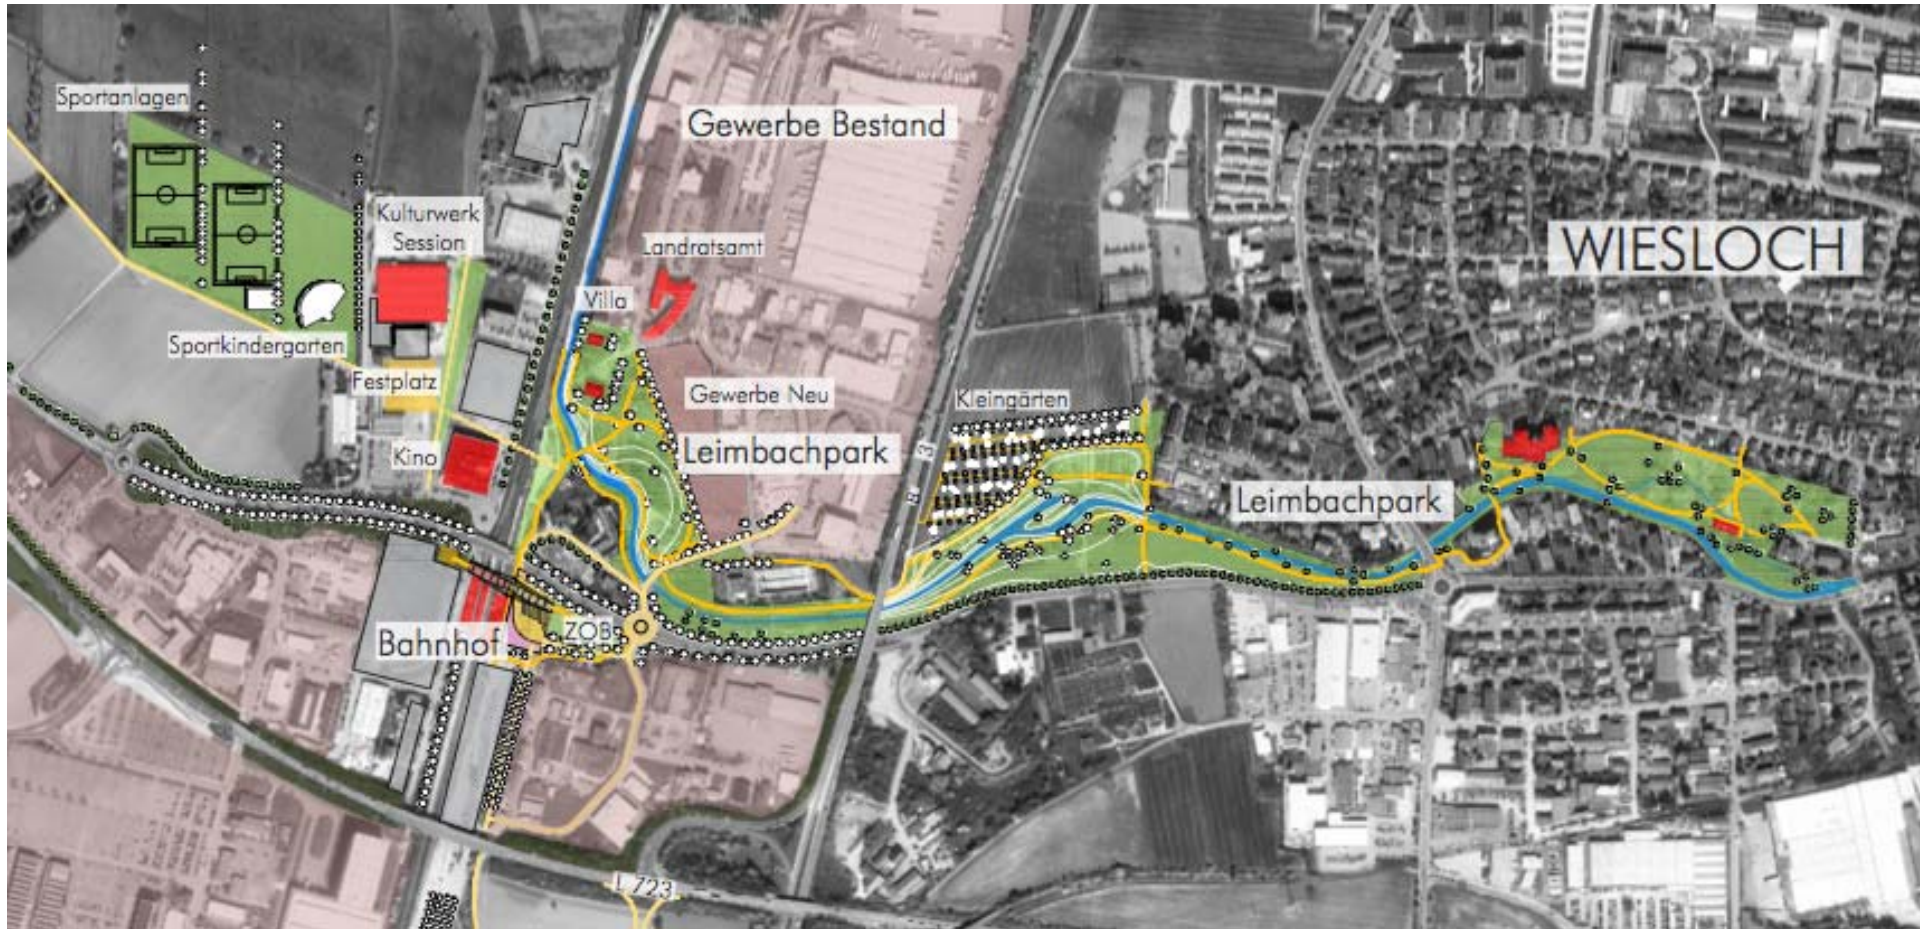 Sportanlagen
Gewerbe Bestand
Kulturwerk
Session
Landratsamt
WIESLOCH
Villa
Sportkindergarten
Festplatz
Gewerbe Neu
Kleingärten
Kino
Leimbachpark
B 3
Leimbachpark
Bahnhof
ZOB
L 723